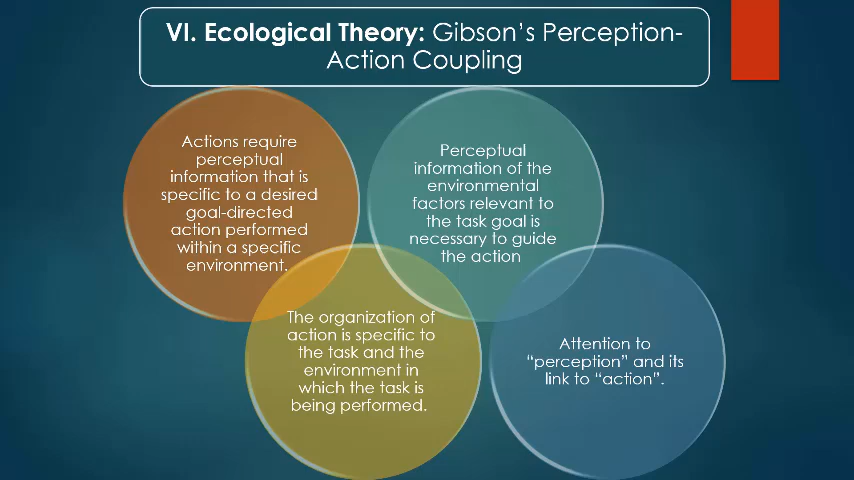 VI. Ecological Theory: Gibson’s Perception-
Action Coupling
Actions require
perceptual
information that is
specific to a desired
goal-directed
action performed
within a specific
environment.
Perceptual
information of the
environmental
factors relevant to
the task goal is
necessary to guide
the action
The organization of
action is specific to
the task and the
environment in
which the task is
being performed.
Attention to
“perception” and its
link to “action”.